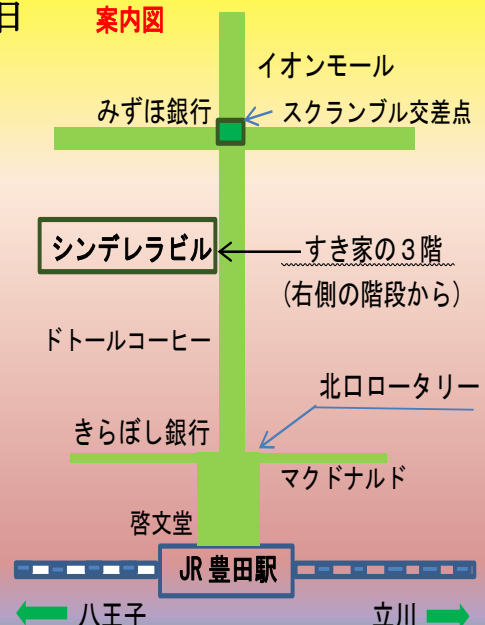 日
案内図
イオンモール
みずほ銀行
スクランブル交差点
シンデレラビル
すき家の３階
(右側の階段から)
ドトールコーヒー
北口ロータリー
きらぼし銀行
マクドナルド
啓文堂
JR 豊田駅
八王子
立川